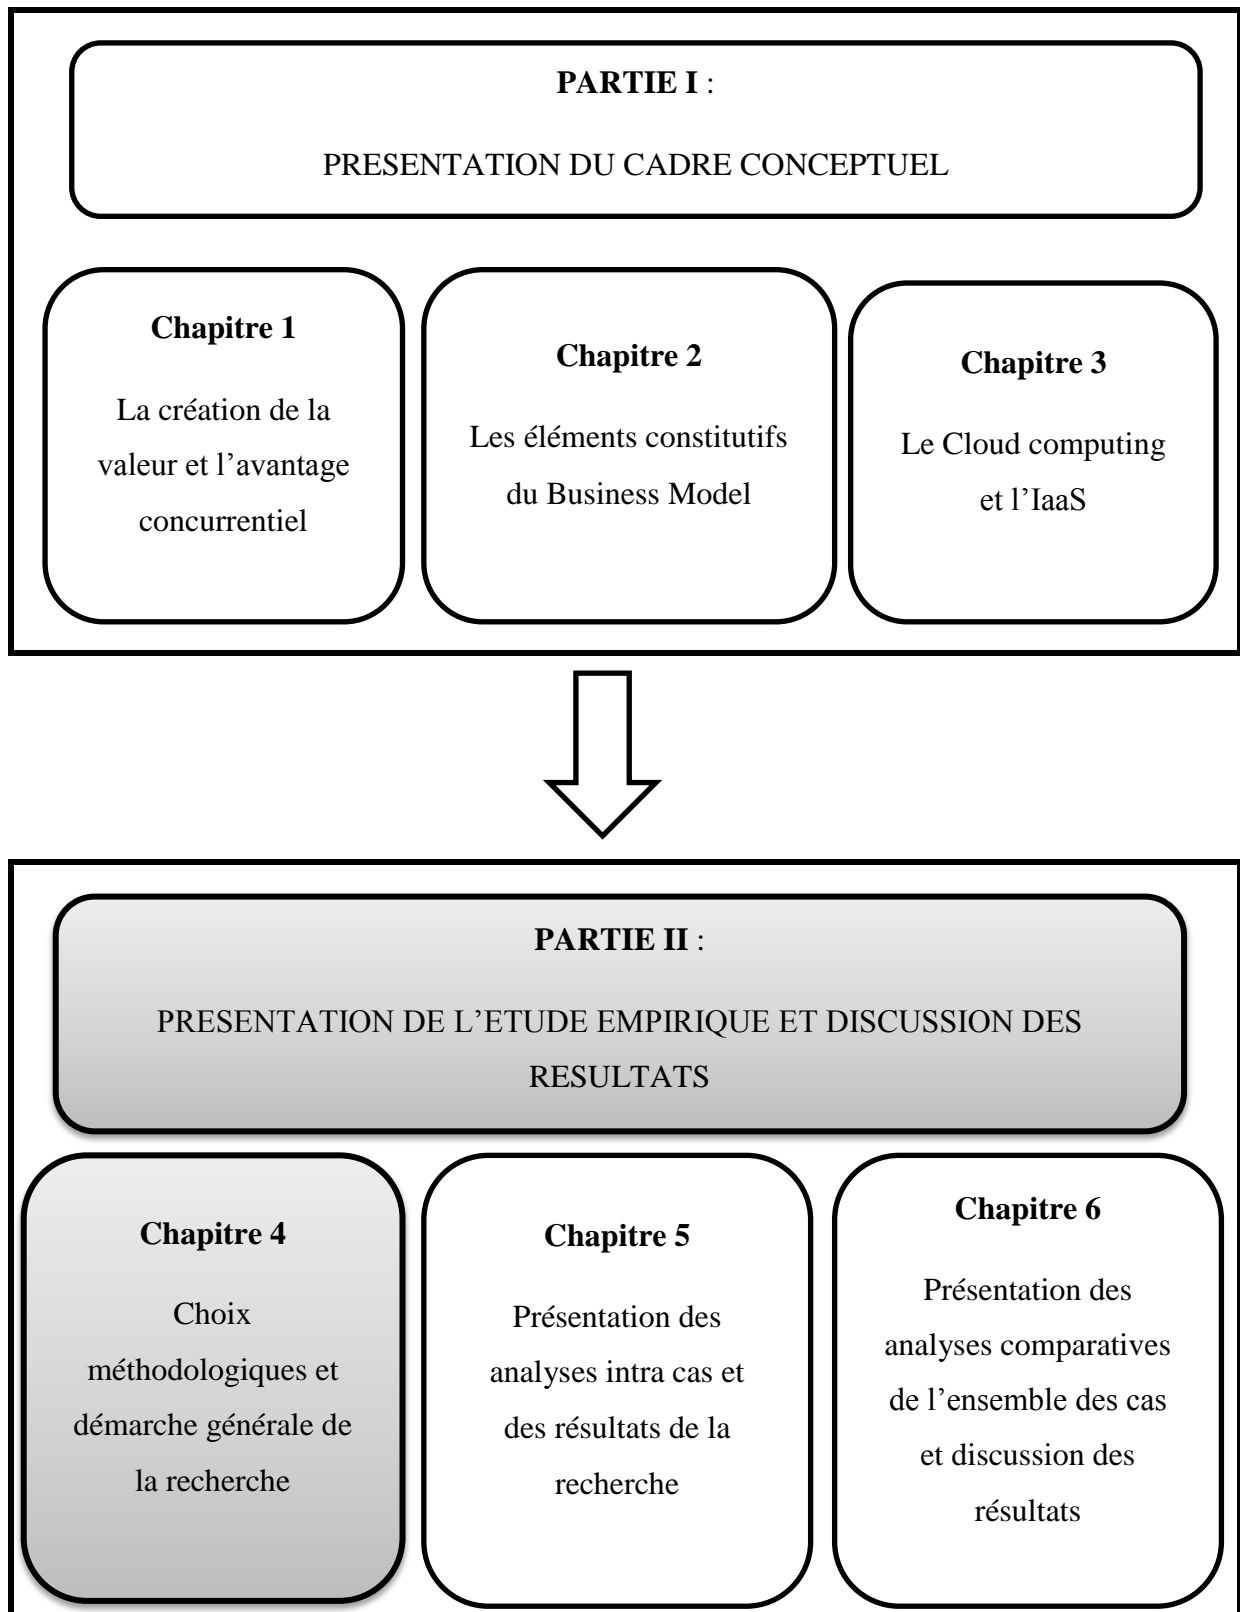 PARTIE I :
PRESENTATION DU CADRE CONCEPTUEL
Chapitre 1
La création de la
valeur et l’avantage
concurrentiel
Chapitre 2
Les éléments constitutifs
du Business Model
Chapitre 3
Le Cloud computing
et l’IaaS
PARTIE II :
PRESENTATION DE L’ETUDE EMPIRIQUE ET DISCUSSION DES
RESULTATS
Chapitre 4
Choix
méthodologiques et
démarche générale de
la recherche
Chapitre 5
Présentation des
analyses intra cas et
des résultats de la
recherche
Chapitre 6
Présentation des
analyses comparatives
de l’ensemble des cas
et discussion des
résultats